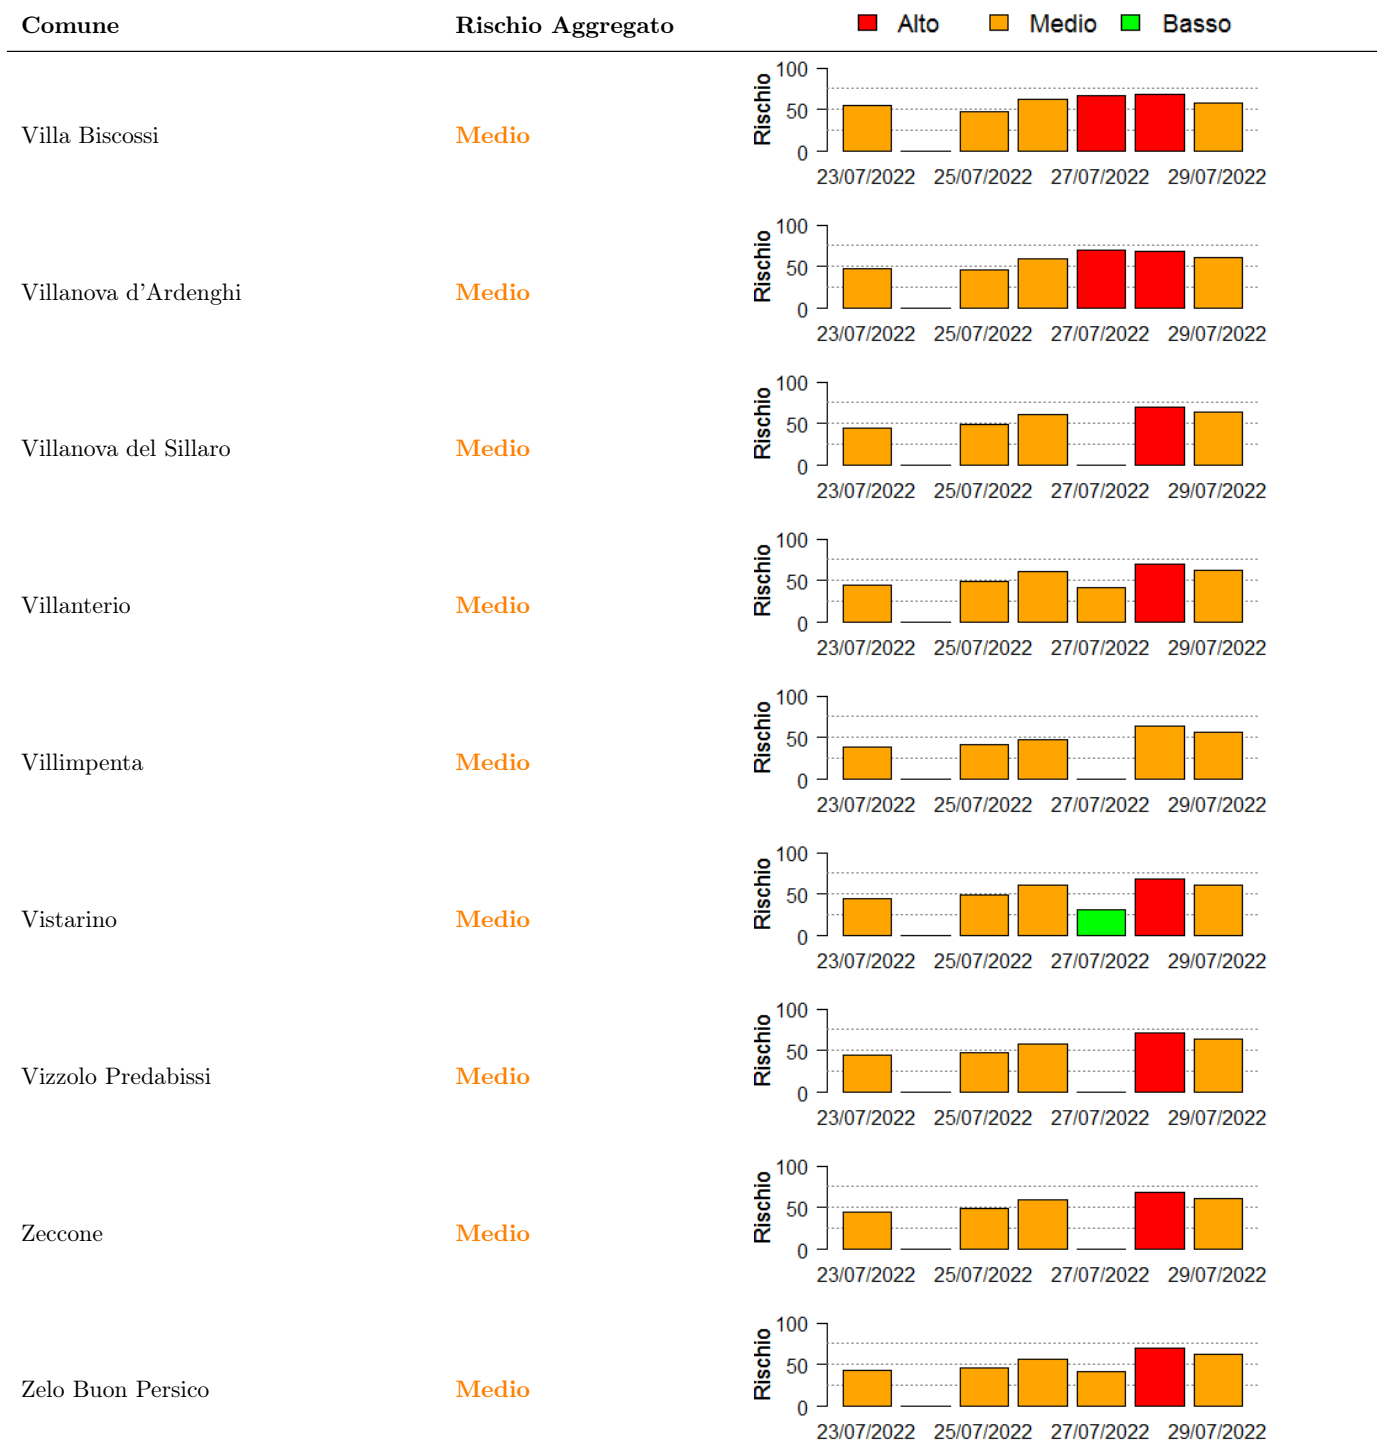 Comune Rischio Aggregato Alto Medio Basso
100
Rischio
50
Villa Biscossi Medio
0
23/07/2022 25/07/2022 27/07/2022 29/07/2022
100
Rischio
50
Villanova d'Ardenghi Medio
0
23/07/2022 25/07/2022 27/07/2022 29/07/2022
100
Rischio
50
Villanova del Sillaro Medio
0
23/07/2022 25/07/2022 27/07/2022 29/07/2022
100
Rischio
50
Villanterio Medio
0
23/07/2022 25/07/2022 27/07/2022 29/07/2022
100
Rischio
50
Villimpenta Medio
0
23/07/2022 25/07/2022 27/07/2022 29/07/2022
100
Rischio
50
Vistarino Medio
0
23/07/2022 25/07/2022 27/07/2022 29/07/2022
100
Rischio
50
Vizzolo Predabissi Medio
0
23/07/2022 25/07/2022 27/07/2022 29/07/2022
100
Rischio
50
Zeccone Medio
0
23/07/2022 25/07/2022 27/07/2022 29/07/2022
100
Rischio
50
Zelo Buon Persico Medio
0
23/07/2022 25/07/2022 27/07/2022 29/07/2022